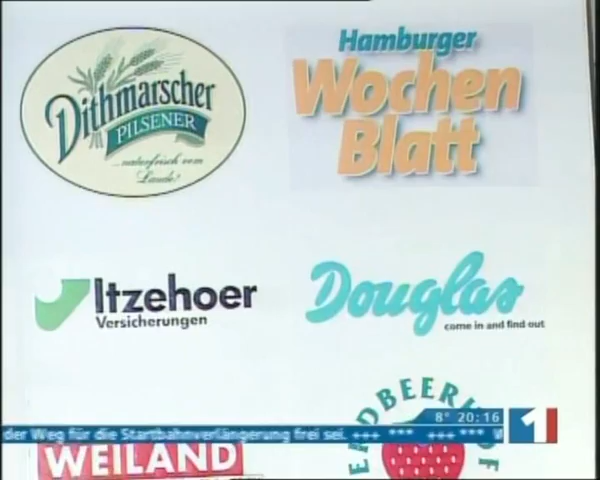 Dithmarscher
PILSENER
...naturfrisch vom
Lande!
Hamburger
Wochen
Blatt
Itzehoer
Versicherungen
Douglas
come in and find out
8° 20:16
der Weg für die Startbahnverlängerung frei sei. +++ *** +++ ***
1
WEILAND